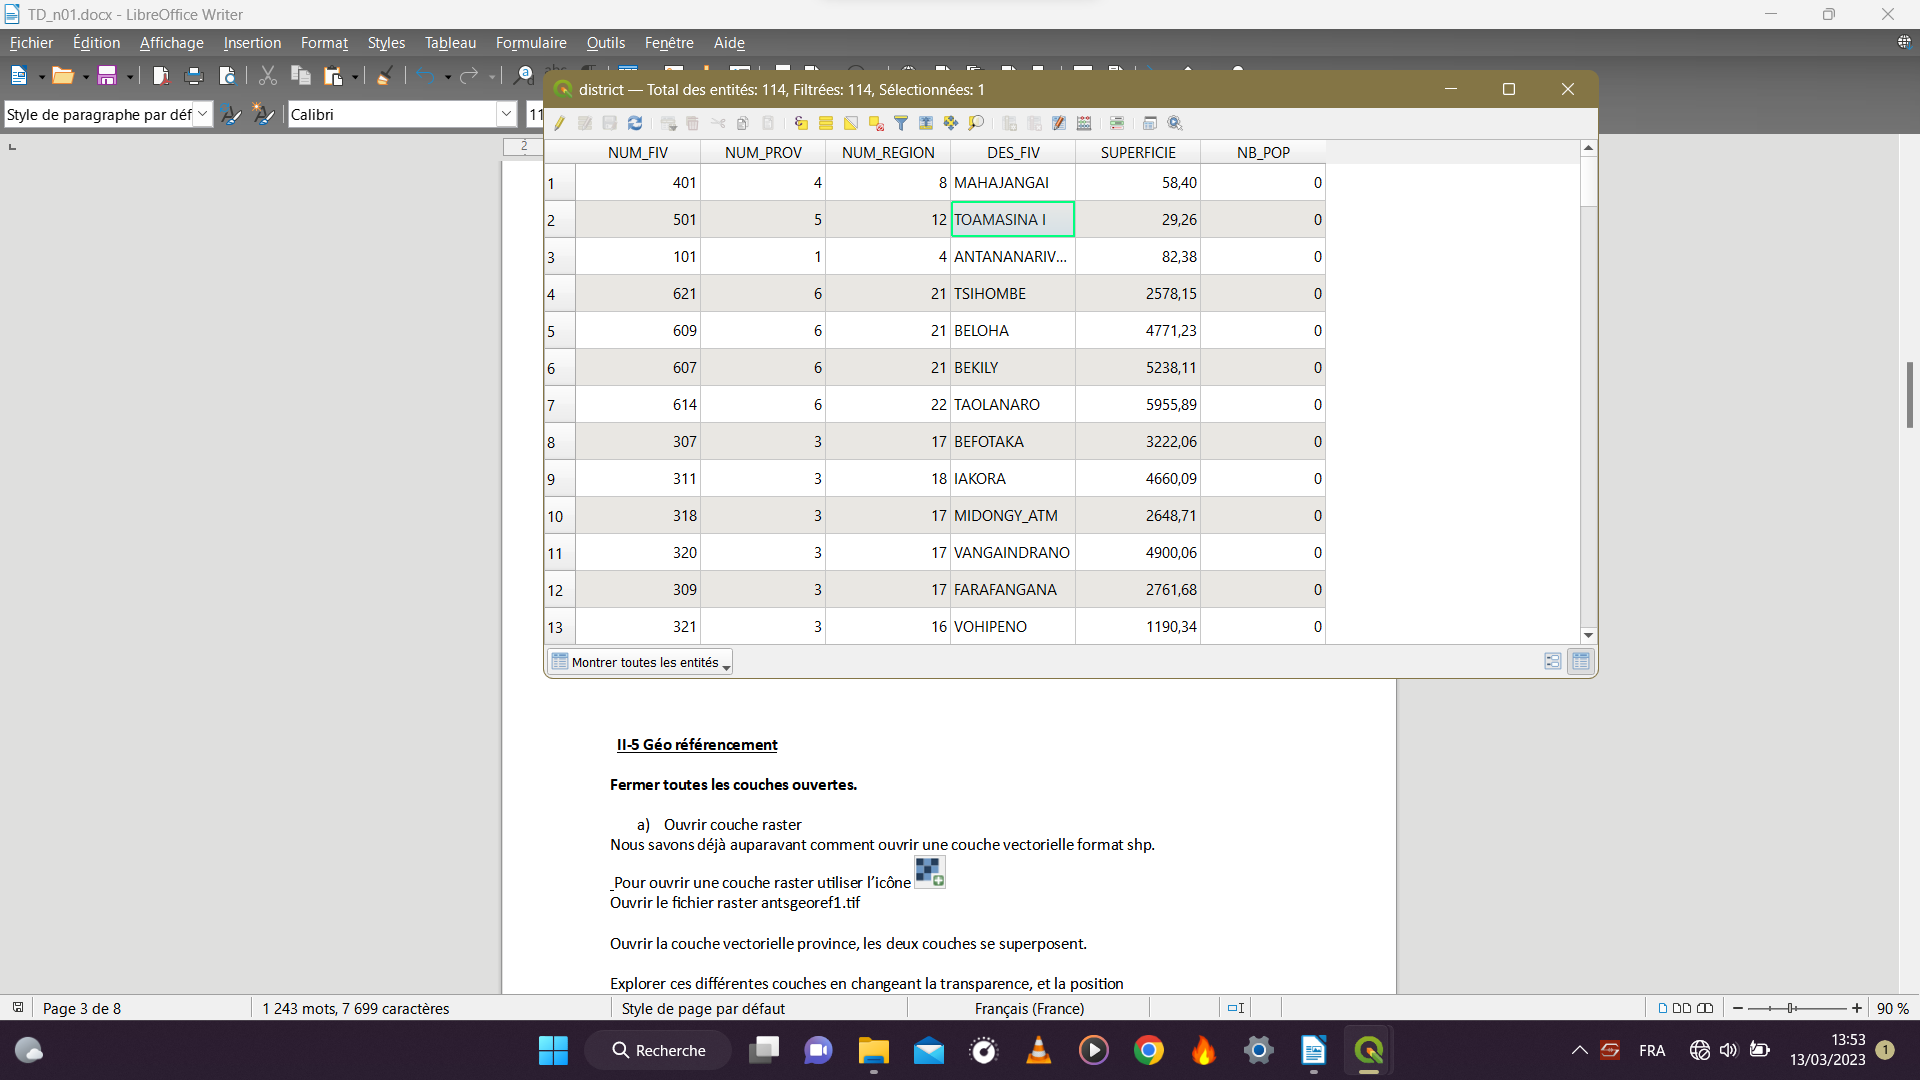 TD_n01.docx - LibreOffice Writer
Fichier Édition Affichage Insertion Format Styles Tableau Formulaire Outils Fenêtre Aide
Style de paragraphe par déf Calibri 11
2
district — Total des entités: 114, Filtrées: 114, Sélectionnées: 1
NUM_FIV NUM_PROV NUM_REGION DES_FIV SUPERFICIE NB_POP
1 401 4 8 MAHAJANGAI 58,40 0
2 501 5 12 TOAMASINA I 29,26 0
3 101 1 4 ANTANANARIV... 82,38 0
4 621 6 21 TSIHOMBE 2578,15 0
5 609 6 21 BELOHA 4771,23 0
6 607 6 21 BEKILY 5238,11 0
7 614 6 22 TAOLANARO 5955,89 0
8 307 3 17 BEFOTAKA 3222,06 0
9 311 3 18 IAKORA 4660,09 0
10 318 3 17 MIDONGY_ATM 2648,71 0
11 320 3 17 VANGAINDRANO 4900,06 0
12 309 3 17 FARAFANGANA 2761,68 0
13 321 3 16 VOHIPENO 1190,34 0
Montrer toutes les entités
II-5 Géo référencement
Fermer toutes les couches ouvertes.
a) Ouvrir couche raster
Nous savons déjà auparavant comment ouvrir une couche vectorielle format shp.
Pour ouvrir une couche raster utiliser l’icône
Ouvrir le fichier raster antsgeoref1.tif
Ouvrir la couche vectorielle province, les deux couches se superposent.
Explorer ces différentes couches en changeant la transparence, et la position
Page 3 de 8 1 243 mots, 7 699 caractères Style de page par défaut Français (France) 90 %
Recherche FRA 13:53
13/03/2023 1